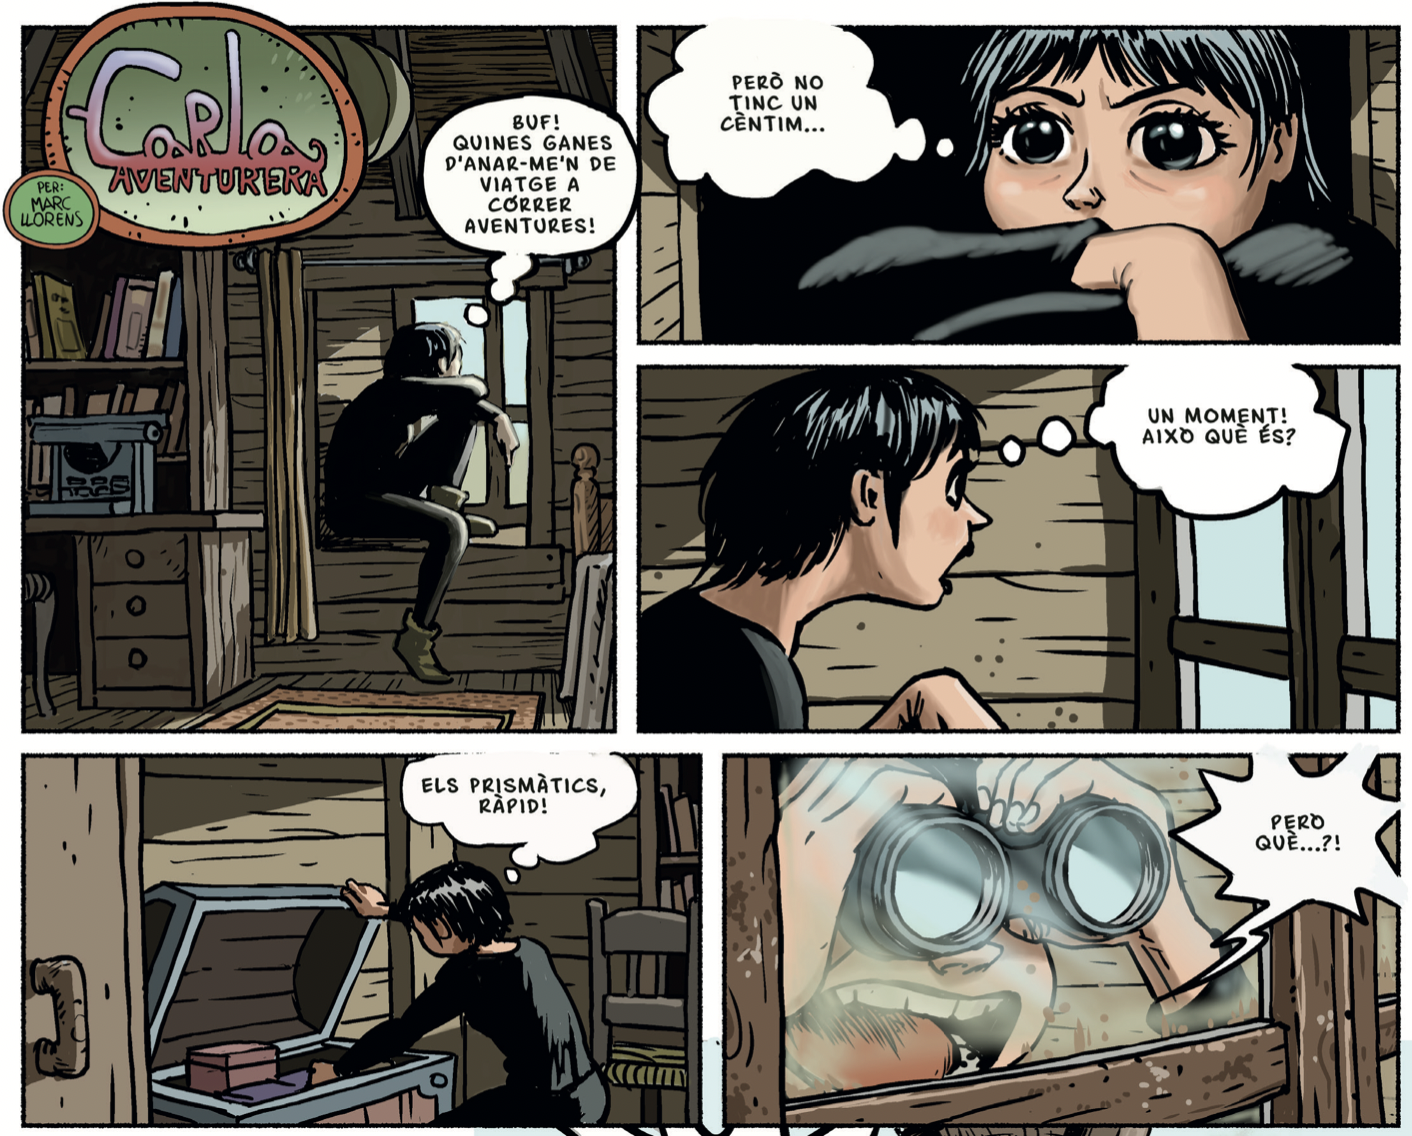 Carla
AVENTURERA
PER:
MARC
LLORENS
BUF!
QUINES GANES
D'ANAR-ME'N DE
VIATGE A
CÓRRER
AVENTURES!
PERÒ NO
TINC UN
CÈNTIM...
UN MOMENT!
AIXÒ QUÈ ÉS?
ELS PRISMÀTICS,
RÀPID!
PERÒ
QUÈ...?!